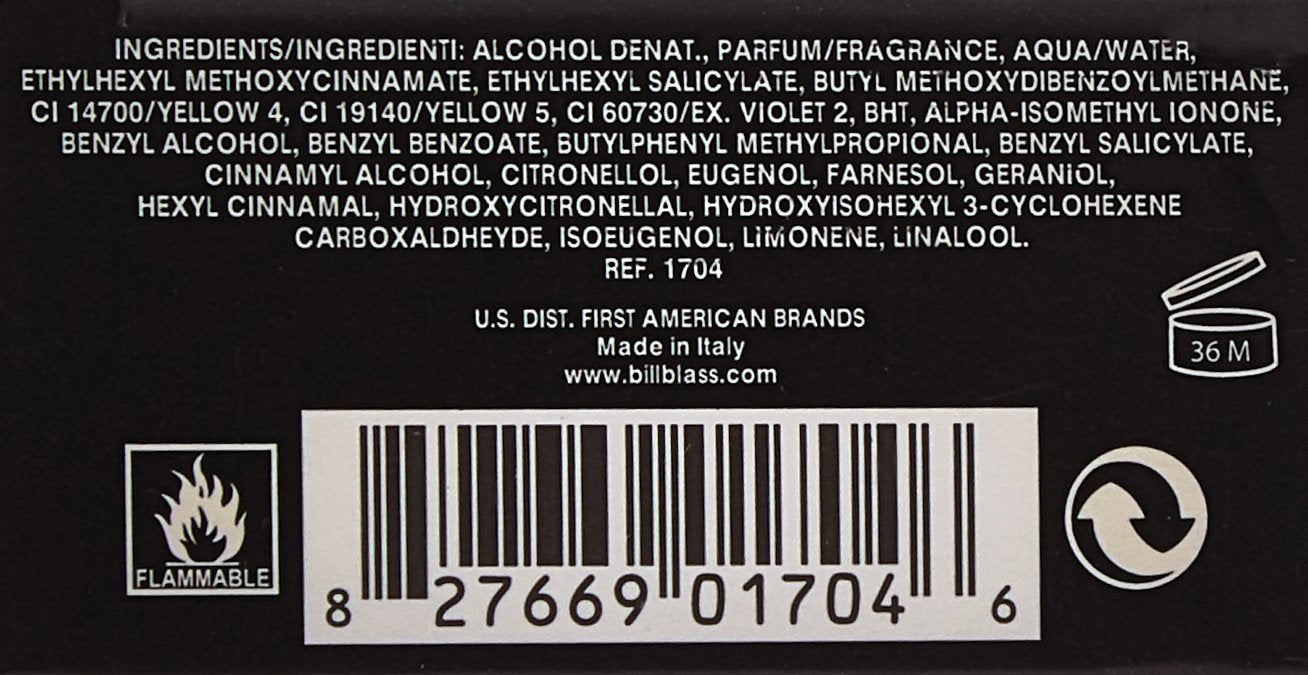 INGREDIENTS/INGREDIENTI: ALCOHOL DENAT., PARFUM/FRAGRANCE, AQUA/WATER,
ETHYLHEXYL METHOXYCINNAMATE, ETHYLHEXYL SALICYLATE, BUTYL METHOXYDIBENZOYLMETHANE,
CI 14700/YELLOW 4, CI 19140/YELLOW 5, CI 60730/EX. VIOLET 2, BHT, ALPHA-ISOMETHYL IONONE,
BENZYL ALCOHOL, BENZYL BENZOATE, BUTYLPHENYL METHYLPROPIONAL, BENZYL SALICYLATE,
CINNAMYL ALCOHOL, CITRONELLOL, EUGENOL, FARNESOL, GERANIOL,
HEXYL CINNAMAL, HYDROXYCITRONELLAL, HYDROXYISOHEXYL 3-CYCLOHEXENE
CARBOXALDHEYDE, ISOEUGENOL, LIMONENE, LINALOOL.
REF. 1704
U.S. DIST. FIRST AMERICAN BRANDS
Made in Italy
www.billblass.com
36 M
FLAMMABLE
8 27669 01704 6